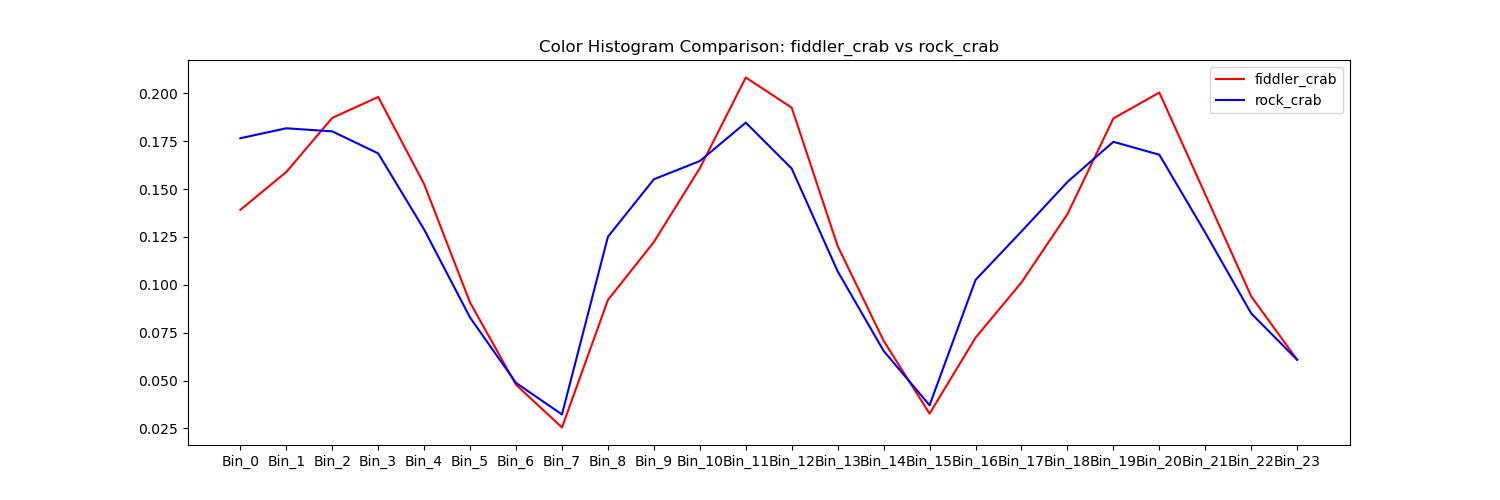 Color Histogram Comparison: fiddler_crab vs rock_crab
fiddler_crab
rock_crab
0.200
0.175
0.150
0.125
0.100
0.075
0.050
0.025
Bin_0 Bin_1 Bin_2 Bin_3 Bin_4 Bin_5 Bin_6 Bin_7 Bin_8 Bin_9 Bin_10 Bin_11 Bin_12 Bin_13 Bin_14 Bin_15 Bin_16 Bin_17 Bin_18 Bin_19 Bin_20 Bin_21 Bin_22 Bin_23